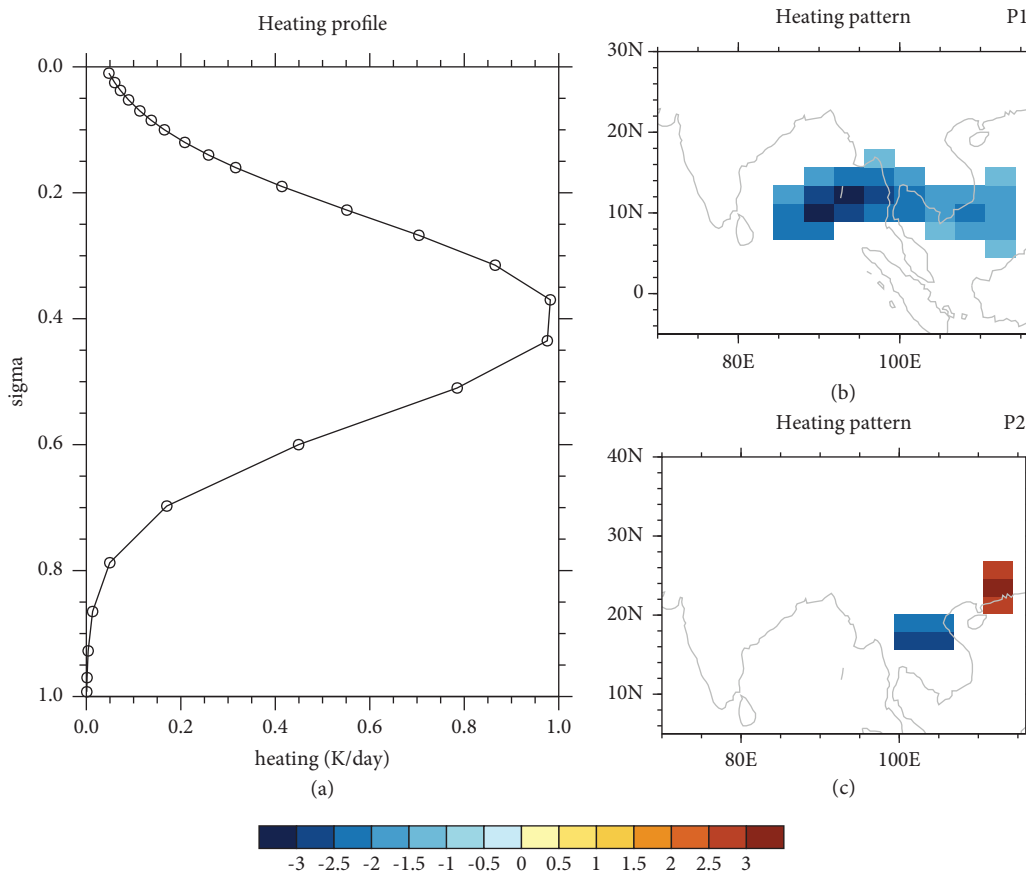 Heating profile
0.0
0.2
0.4
0.6
0.8
1.0
sigma
0.0 0.2 0.4 0.6 0.8 1.0
heating (K/day)
(a)
Heating pattern P1
30N
20N
10N
0
80E 100E
(b)
Heating pattern P2
40N
30N
20N
10N
80E 100E
(c)
-3 -2.5 -2 -1.5 -1 -0.5 0 0.5 1 1.5 2 2.5 3